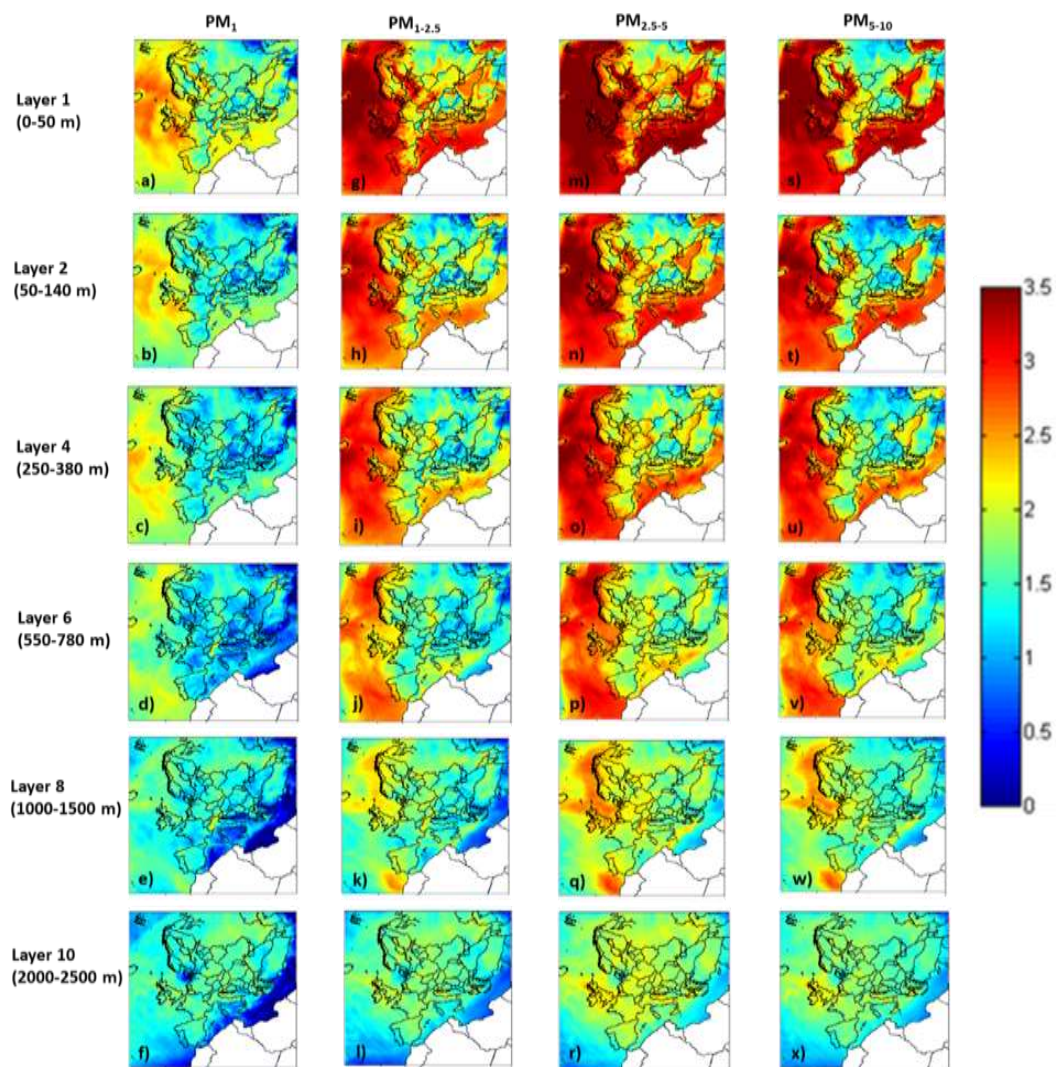 PM1 PM1-2.5 PM2.5-5 PM5-10
Layer 1
(0-50 m)
a) g) m) s)
Layer 2
(50-140 m)
b) h) n) t)
3.5
3
2.5
2
1.5
1
0.5
0
Layer 4
(250-380 m)
c) i) o) u)
Layer 6
(550-780 m)
d) j) p) v)
Layer 8
(1000-1500 m)
e) k) q) w)
Layer 10
(2000-2500 m)
f) l) r) x)